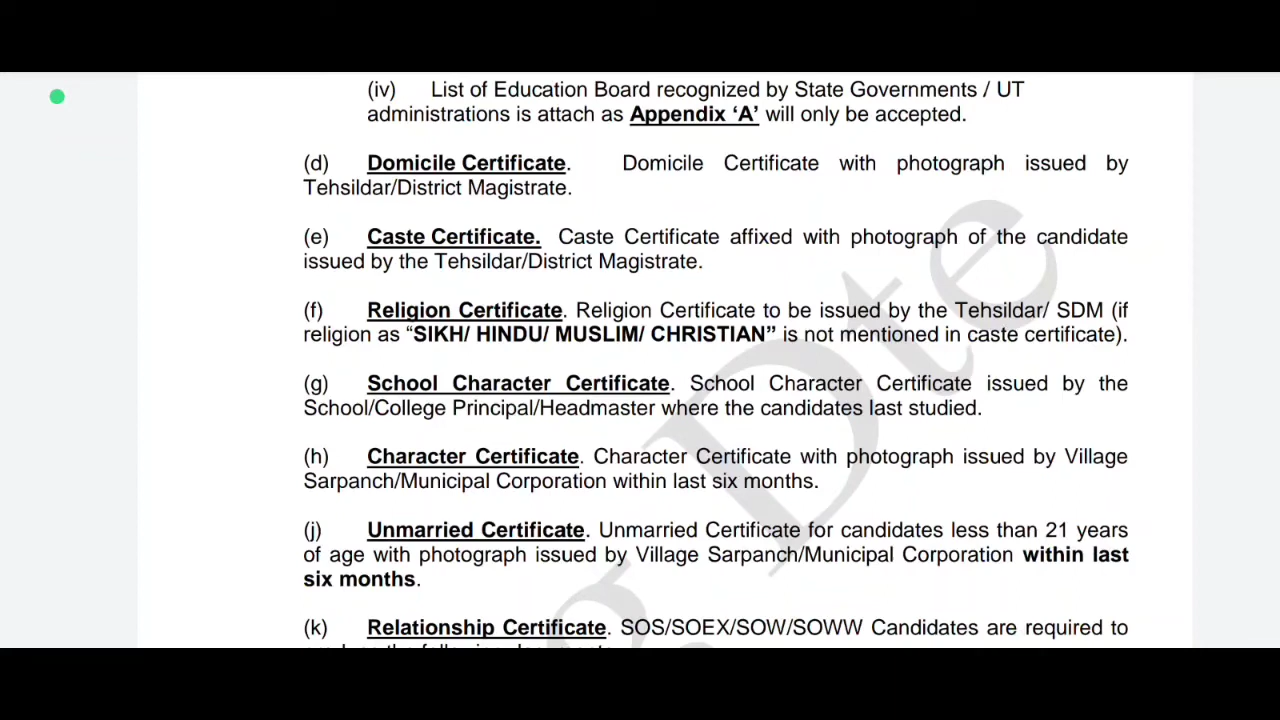 (iv) List of Education Board recognized by State Governments / UT
administrations is attach as Appendix ‘A’ will only be accepted.
(d) Domicile Certificate. Domicile Certificate with photograph issued by
Tehsildar/District Magistrate.
(e) Caste Certificate. Caste Certificate affixed with photograph of the candidate
issued by the Tehsildar/District Magistrate.
(f) Religion Certificate. Religion Certificate to be issued by the Tehsildar/ SDM (if
religion as “SIKH/ HINDU/ MUSLIM/ CHRISTIAN” is not mentioned in caste certificate).
(g) School Character Certificate. School Character Certificate issued by the
School/College Principal/Headmaster where the candidates last studied.
(h) Character Certificate. Character Certificate with photograph issued by Village
Sarpanch/Municipal Corporation within last six months.
(j) Unmarried Certificate. Unmarried Certificate for candidates less than 21 years
of age with photograph issued by Village Sarpanch/Municipal Corporation within last
six months.
(k) Relationship Certificate. SOS/SOEX/SOW/SOWW Candidates are required to
g Dte